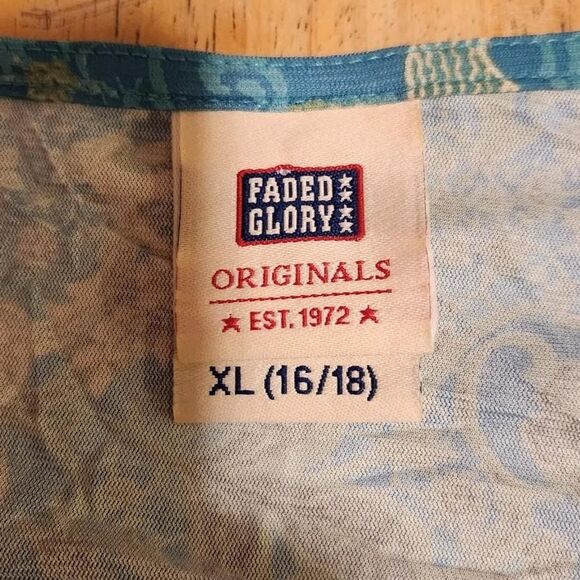 FADED
GLORY
ORIGINALS
★ EST. 1972 ★
XL (16/18)